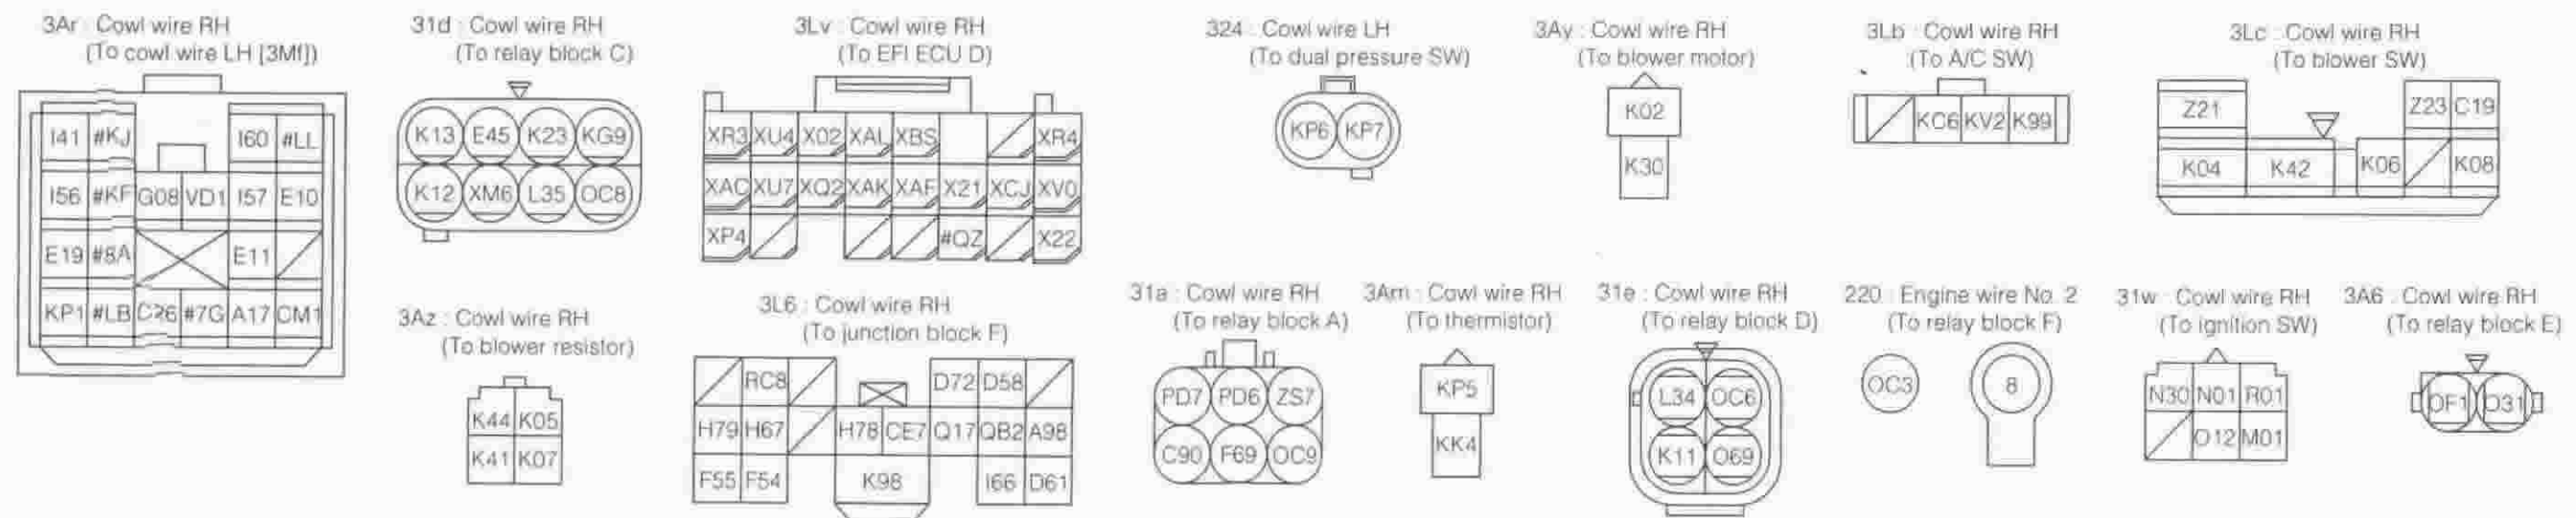 3Ar : Cowl wire RH
(To cowl wire LH [3Mf])
I41 #KJ I60 #LL
I56 #KF G08 VD1 I57 E10
E19 #8A E11
KP1 #LB C26 #7G A17 CM1
31d : Cowl wire RH
(To relay block C)
K13 E45 K23 KG9
K12 XM6 L35 OC8
3Lv : Cowl wire RH
(To EFI ECU D)
XR3 XU4 X02 XAL XBS XR4
XAC XU7 XQ2 XAK XAF X21 XCJ XV0
XP4 #QZ X22
324 : Cowl wire LH
(To dual pressure SW)
KP6 KP7
3Ay : Cowl wire RH
(To blower motor)
K02
K30
3Lb : Cowl wire RH
(To A/C SW)
KC6 KV2 K99
3Lc : Cowl wire RH
(To blower SW)
Z21 Z23 C19
K04 K42 K06 K08
3Az : Cowl wire RH
(To blower resistor)
K44 K05
K41 K07
3L6 : Cowl wire RH
(To junction block F)
RC8 D72 D58
H79 H67 H78 CE7 Q17 QB2 A98
F55 F54 K98 I66 D61
31a : Cowl wire RH
(To relay block A)
PD7 PD6 ZS7
C90 F69 OC9
3Am : Cowl wire RH
(To thermistor)
KP5
KK4
31e : Cowl wire RH
(To relay block D)
L34 OC6
K11 O69
220 : Engine wire No. 2
(To relay block F)
OC3 8
31w : Cowl wire RH
(To ignition SW)
N30 N01 R01
O12 M01
3A6 : Cowl wire RH
(To relay block E)
OF1 O31